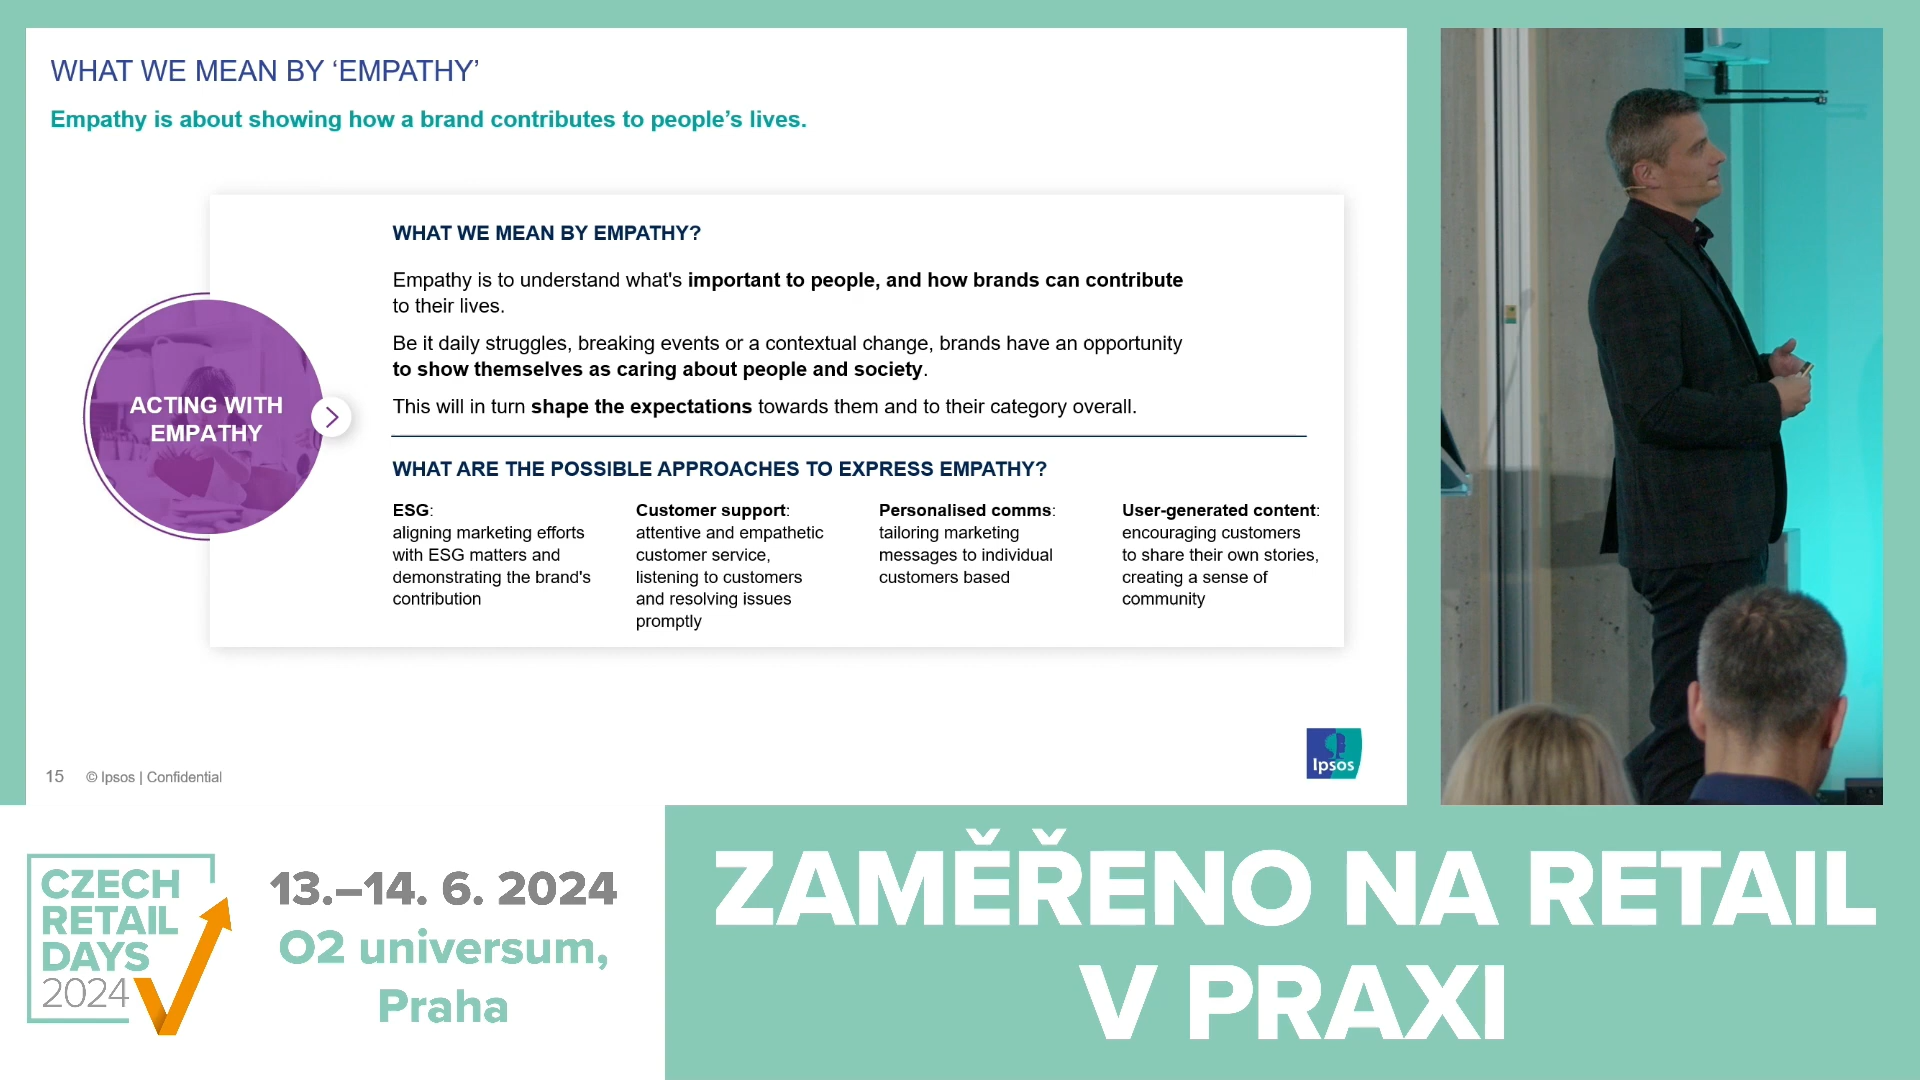 WHAT WE MEAN BY ‘EMPATHY’
Empathy is about showing how a brand contributes to people’s lives.
ACTING WITH
EMPATHY
WHAT WE MEAN BY EMPATHY?
Empathy is to understand what's important to people, and how brands can contribute
to their lives.
Be it daily struggles, breaking events or a contextual change, brands have an opportunity
to show themselves as caring about people and society.
This will in turn shape the expectations towards them and to their category overall.
WHAT ARE THE POSSIBLE APPROACHES TO EXPRESS EMPATHY?
ESG:
aligning marketing efforts
with ESG matters and
demonstrating the brand's
contribution
Customer support:
attentive and empathetic
customer service,
listening to customers
and resolving issues
promptly
Personalised comms:
tailoring marketing
messages to individual
customers based
User-generated content:
encouraging customers
to share their own stories,
creating a sense of
community
15 © Ipsos | Confidential
Ipsos
CZECH
RETAIL
DAYS
2024
13.–14. 6. 2024
O2 universum,
Praha
ZAMĚŘENO NA RETAIL
V PRAXI